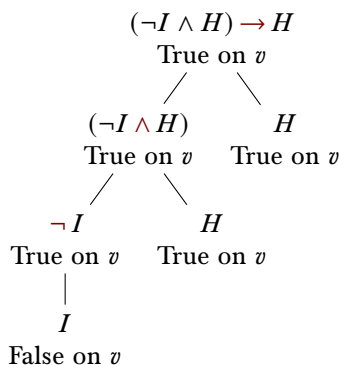 (¬I ∧ H) → H
True on v
(¬I ∧ H) H
True on v True on v
¬I H
True on v True on v
I
False on v